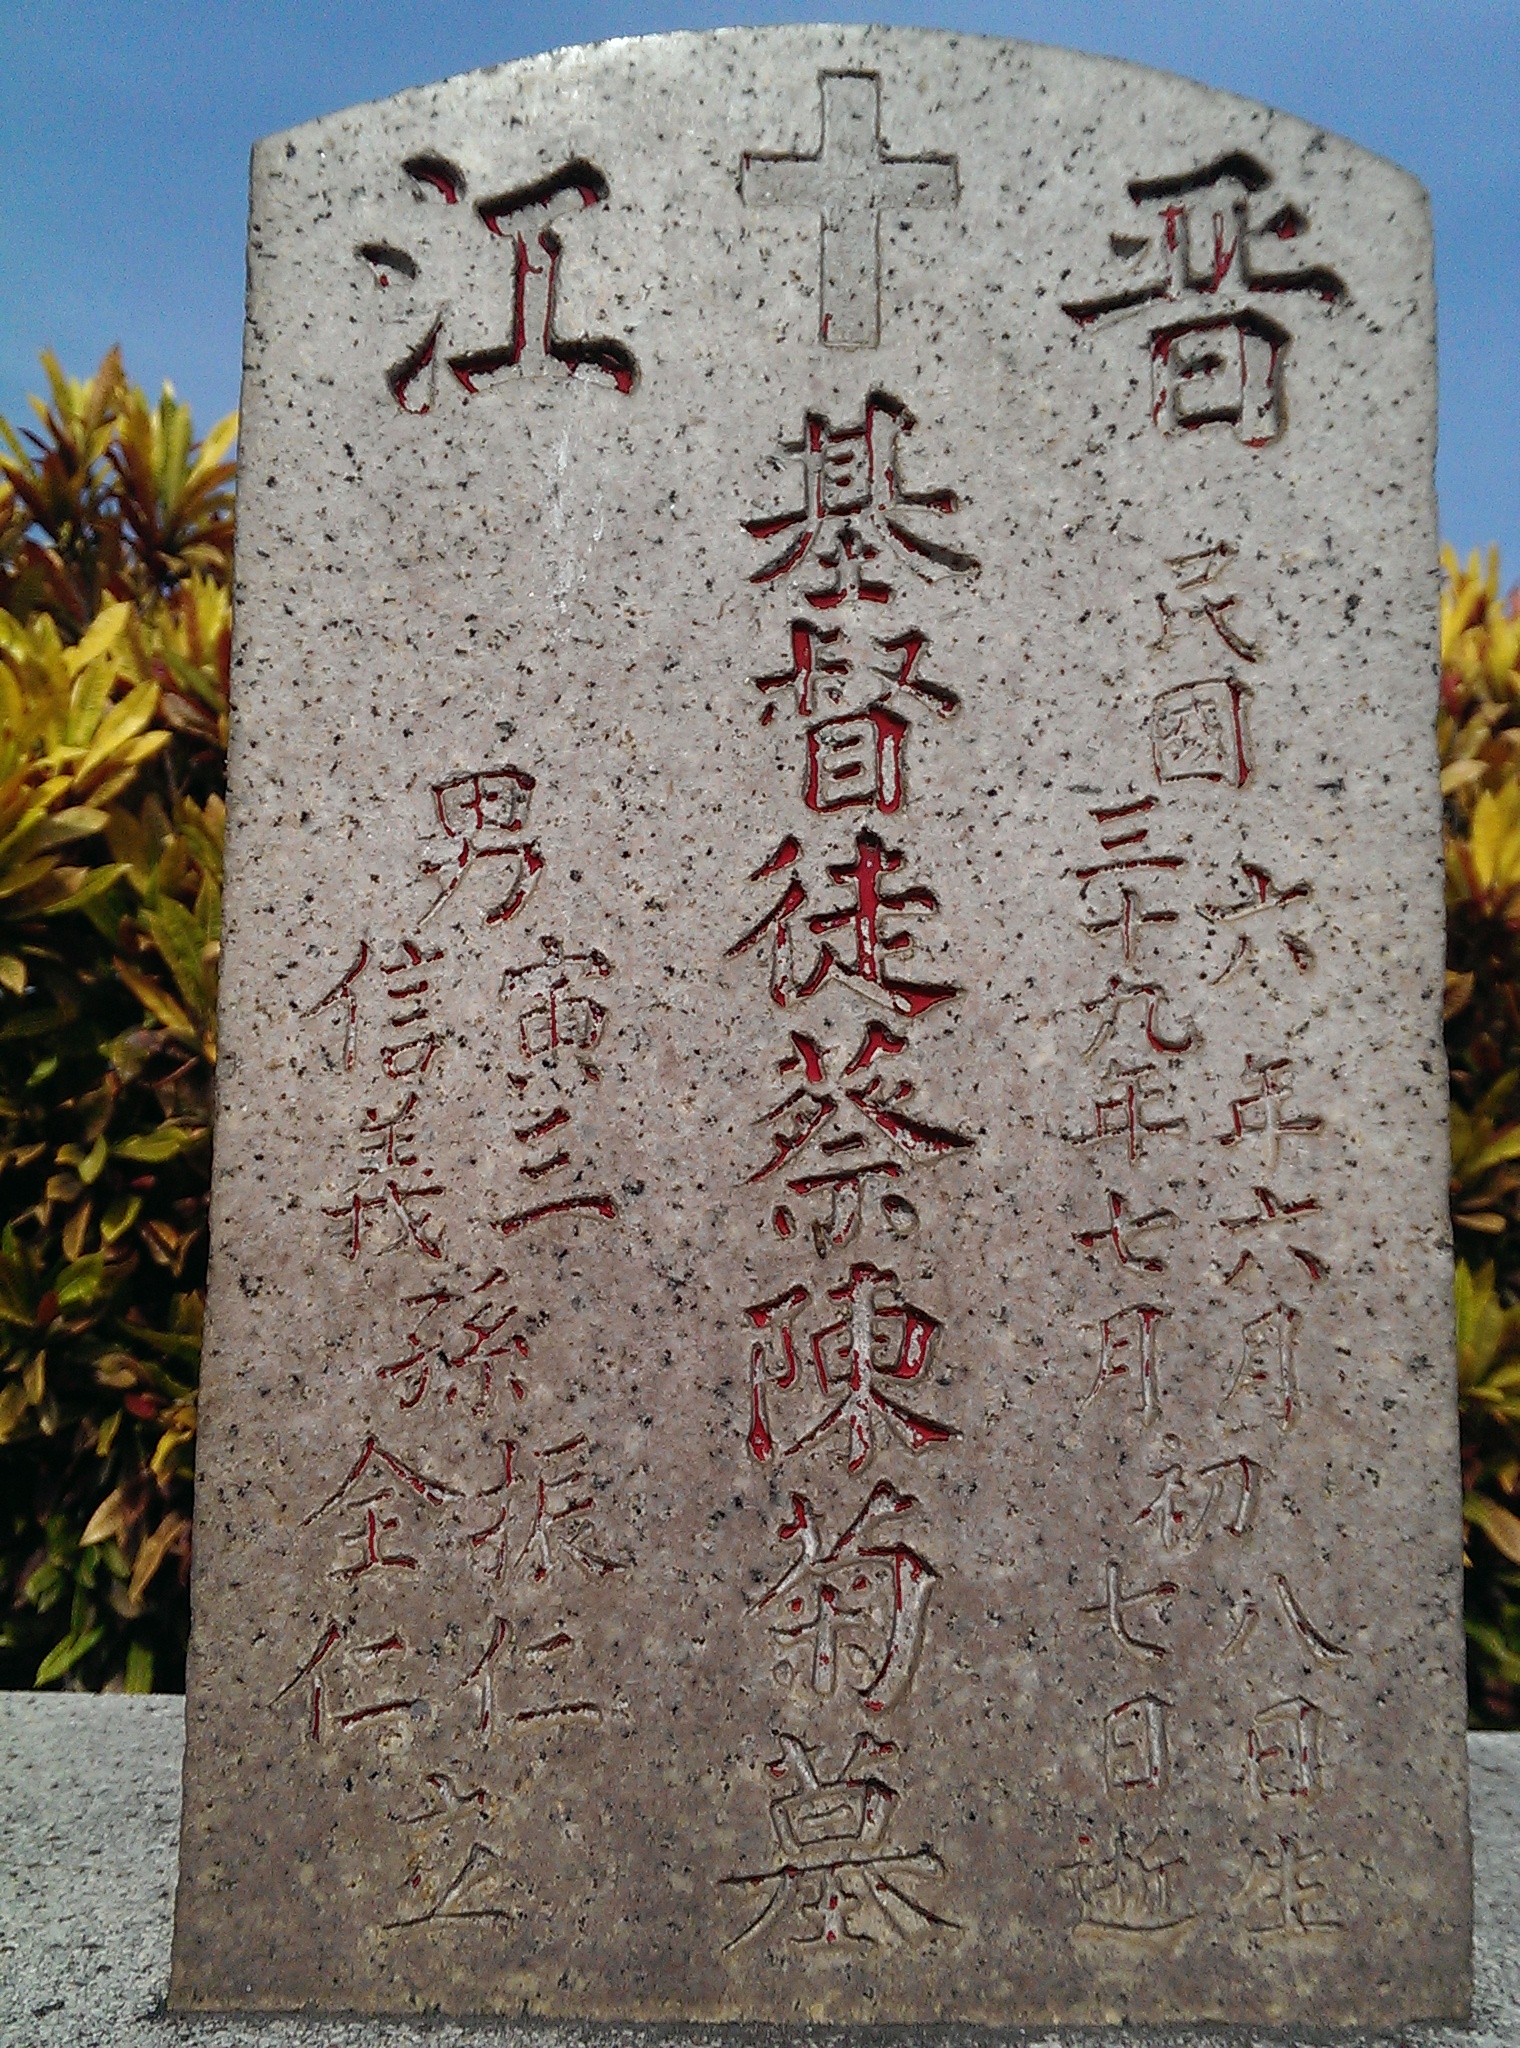 晋江
民國
六年六月
三十九年七月
初
八日生
七日逝
基督徒蔡陳菊墓
男
寅三
信義
孫
振仁
全仁
立